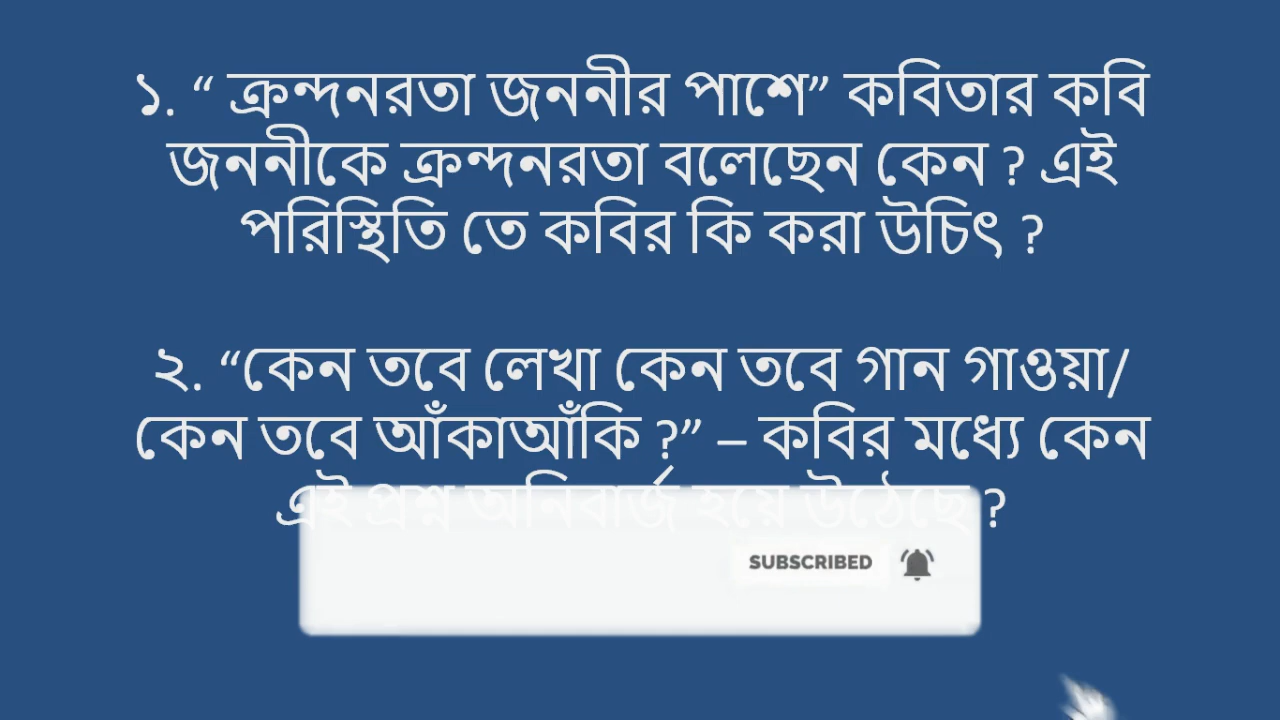 ১. “ ক্রন্দনরতা জননীর পাশে” কবিতার কবি
জননীকে ক্রন্দনরতা বলেছেন কেন ? এই
পরিস্থিতি তে কবির কি করা উচিৎ ?
২. “কেন তবে লেখা কেন তবে গান গাওয়া/
কেন তবে আঁকাআঁকি ?” – কবির মধ্যে কেন
এই প্রশ্ন অনিবার্জ হয়ে উঠেছে ?
SUBSCRIBED